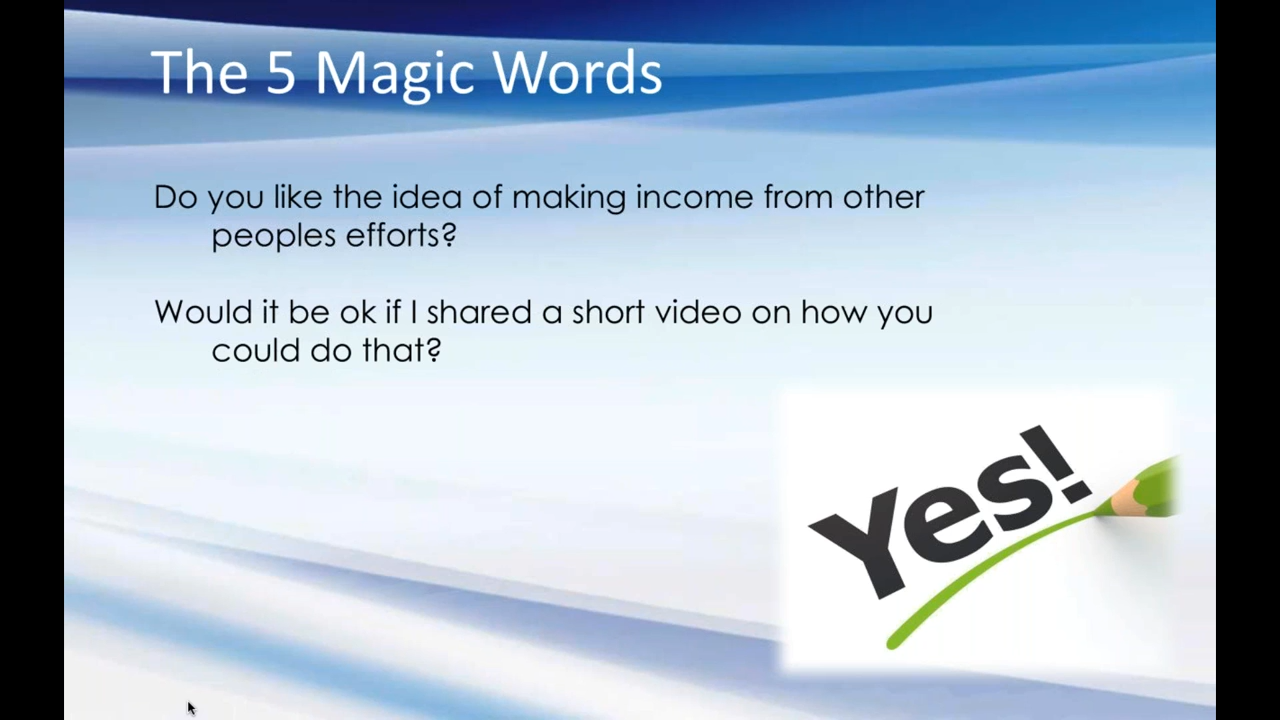 The 5 Magic Words
Do you like the idea of making income from other
peoples efforts?
Would it be ok if I shared a short video on how you
could do that?
Yes!